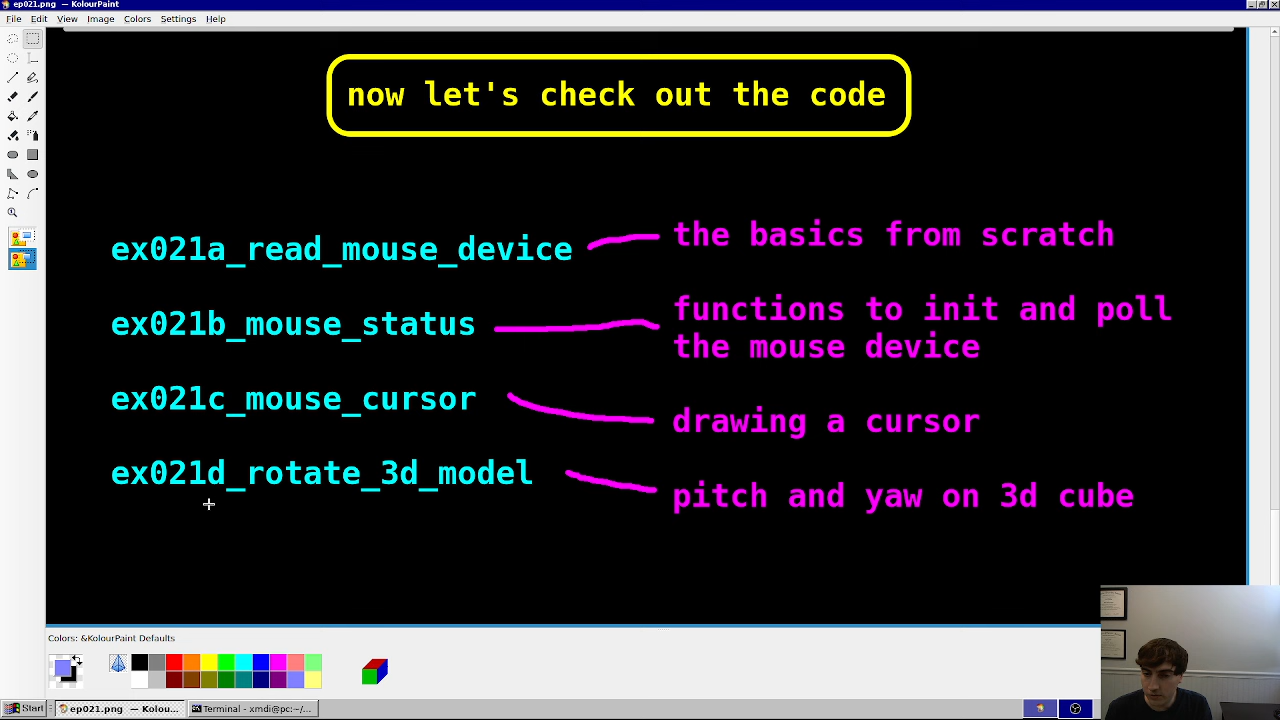 ep021.png — KolourPaint
File Edit View Image Colors Settings Help
now let's check out the code
ex021a_read_mouse_device
the basics from scratch
ex021b_mouse_status
functions to init and poll
the mouse device
ex021c_mouse_cursor
drawing a cursor
ex021d_rotate_3d_model
pitch and yaw on 3d cube
Colors: &KolourPaint Defaults
Start
ep021.png — Kolou...
Terminal - xmdi@pc:~/...